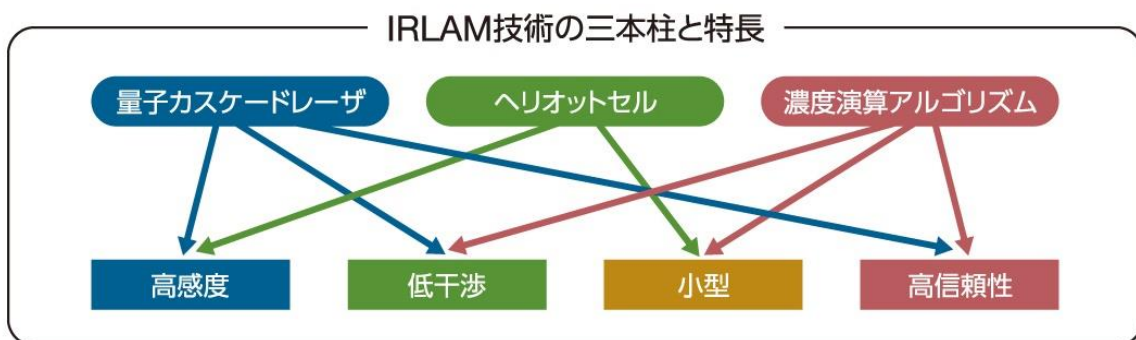 IRLAM技術の三本柱と特長
量子カスケードレーザ
ヘリオットセル
濃度演算アルゴリズム
高感度
低干渉
小型
高信頼性